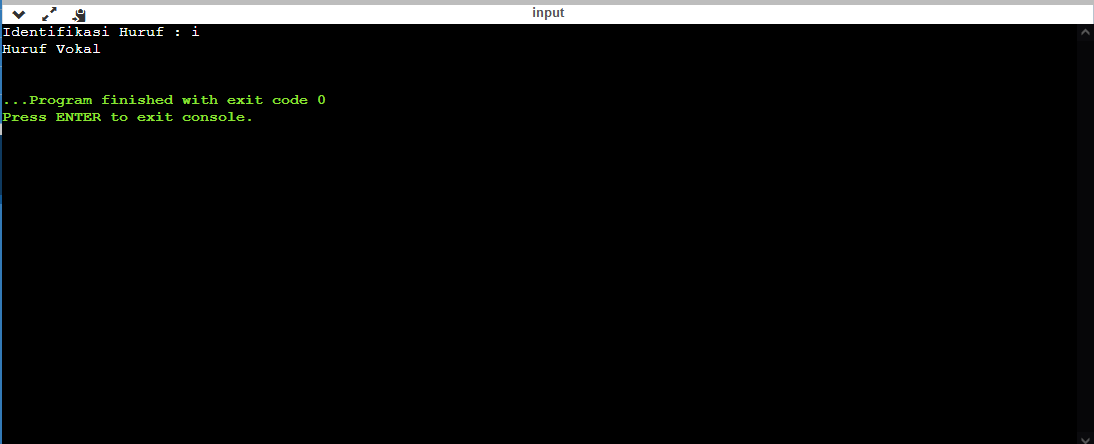 input
Identifikasi Huruf : i
Huruf Vokal
...Program finished with exit code 0
Press ENTER to exit console.